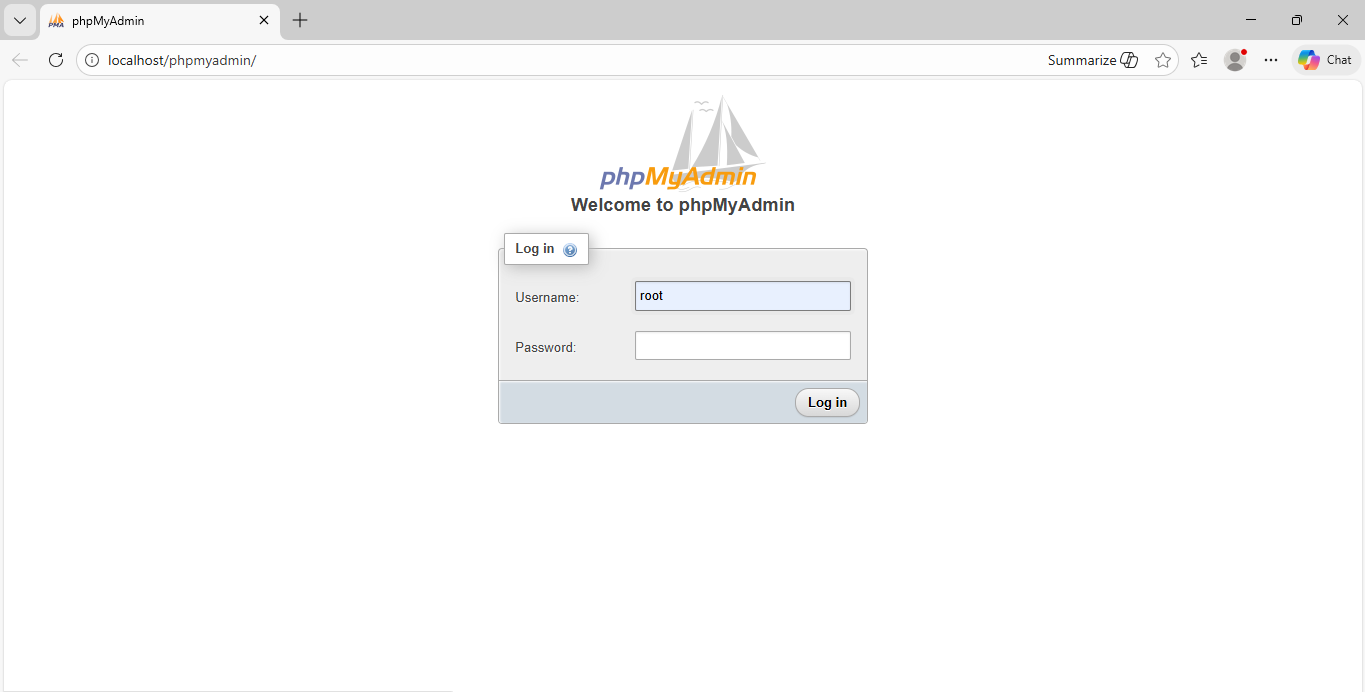 phpMyAdmin
localhost/phpmyadmin/
Summarize
Chat
phpMyAdmin
Welcome to phpMyAdmin
Log in
Username:
root
Password:
Log in